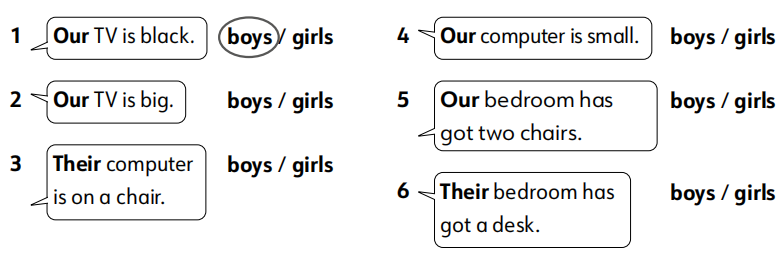 1 Our TV is black. boys / girls
2 Our TV is big. boys / girls
3 Their computer
is on a chair. boys / girls
4 Our computer is small. boys / girls
5 Our bedroom has
got two chairs. boys / girls
6 Their bedroom has
got a desk. boys / girls